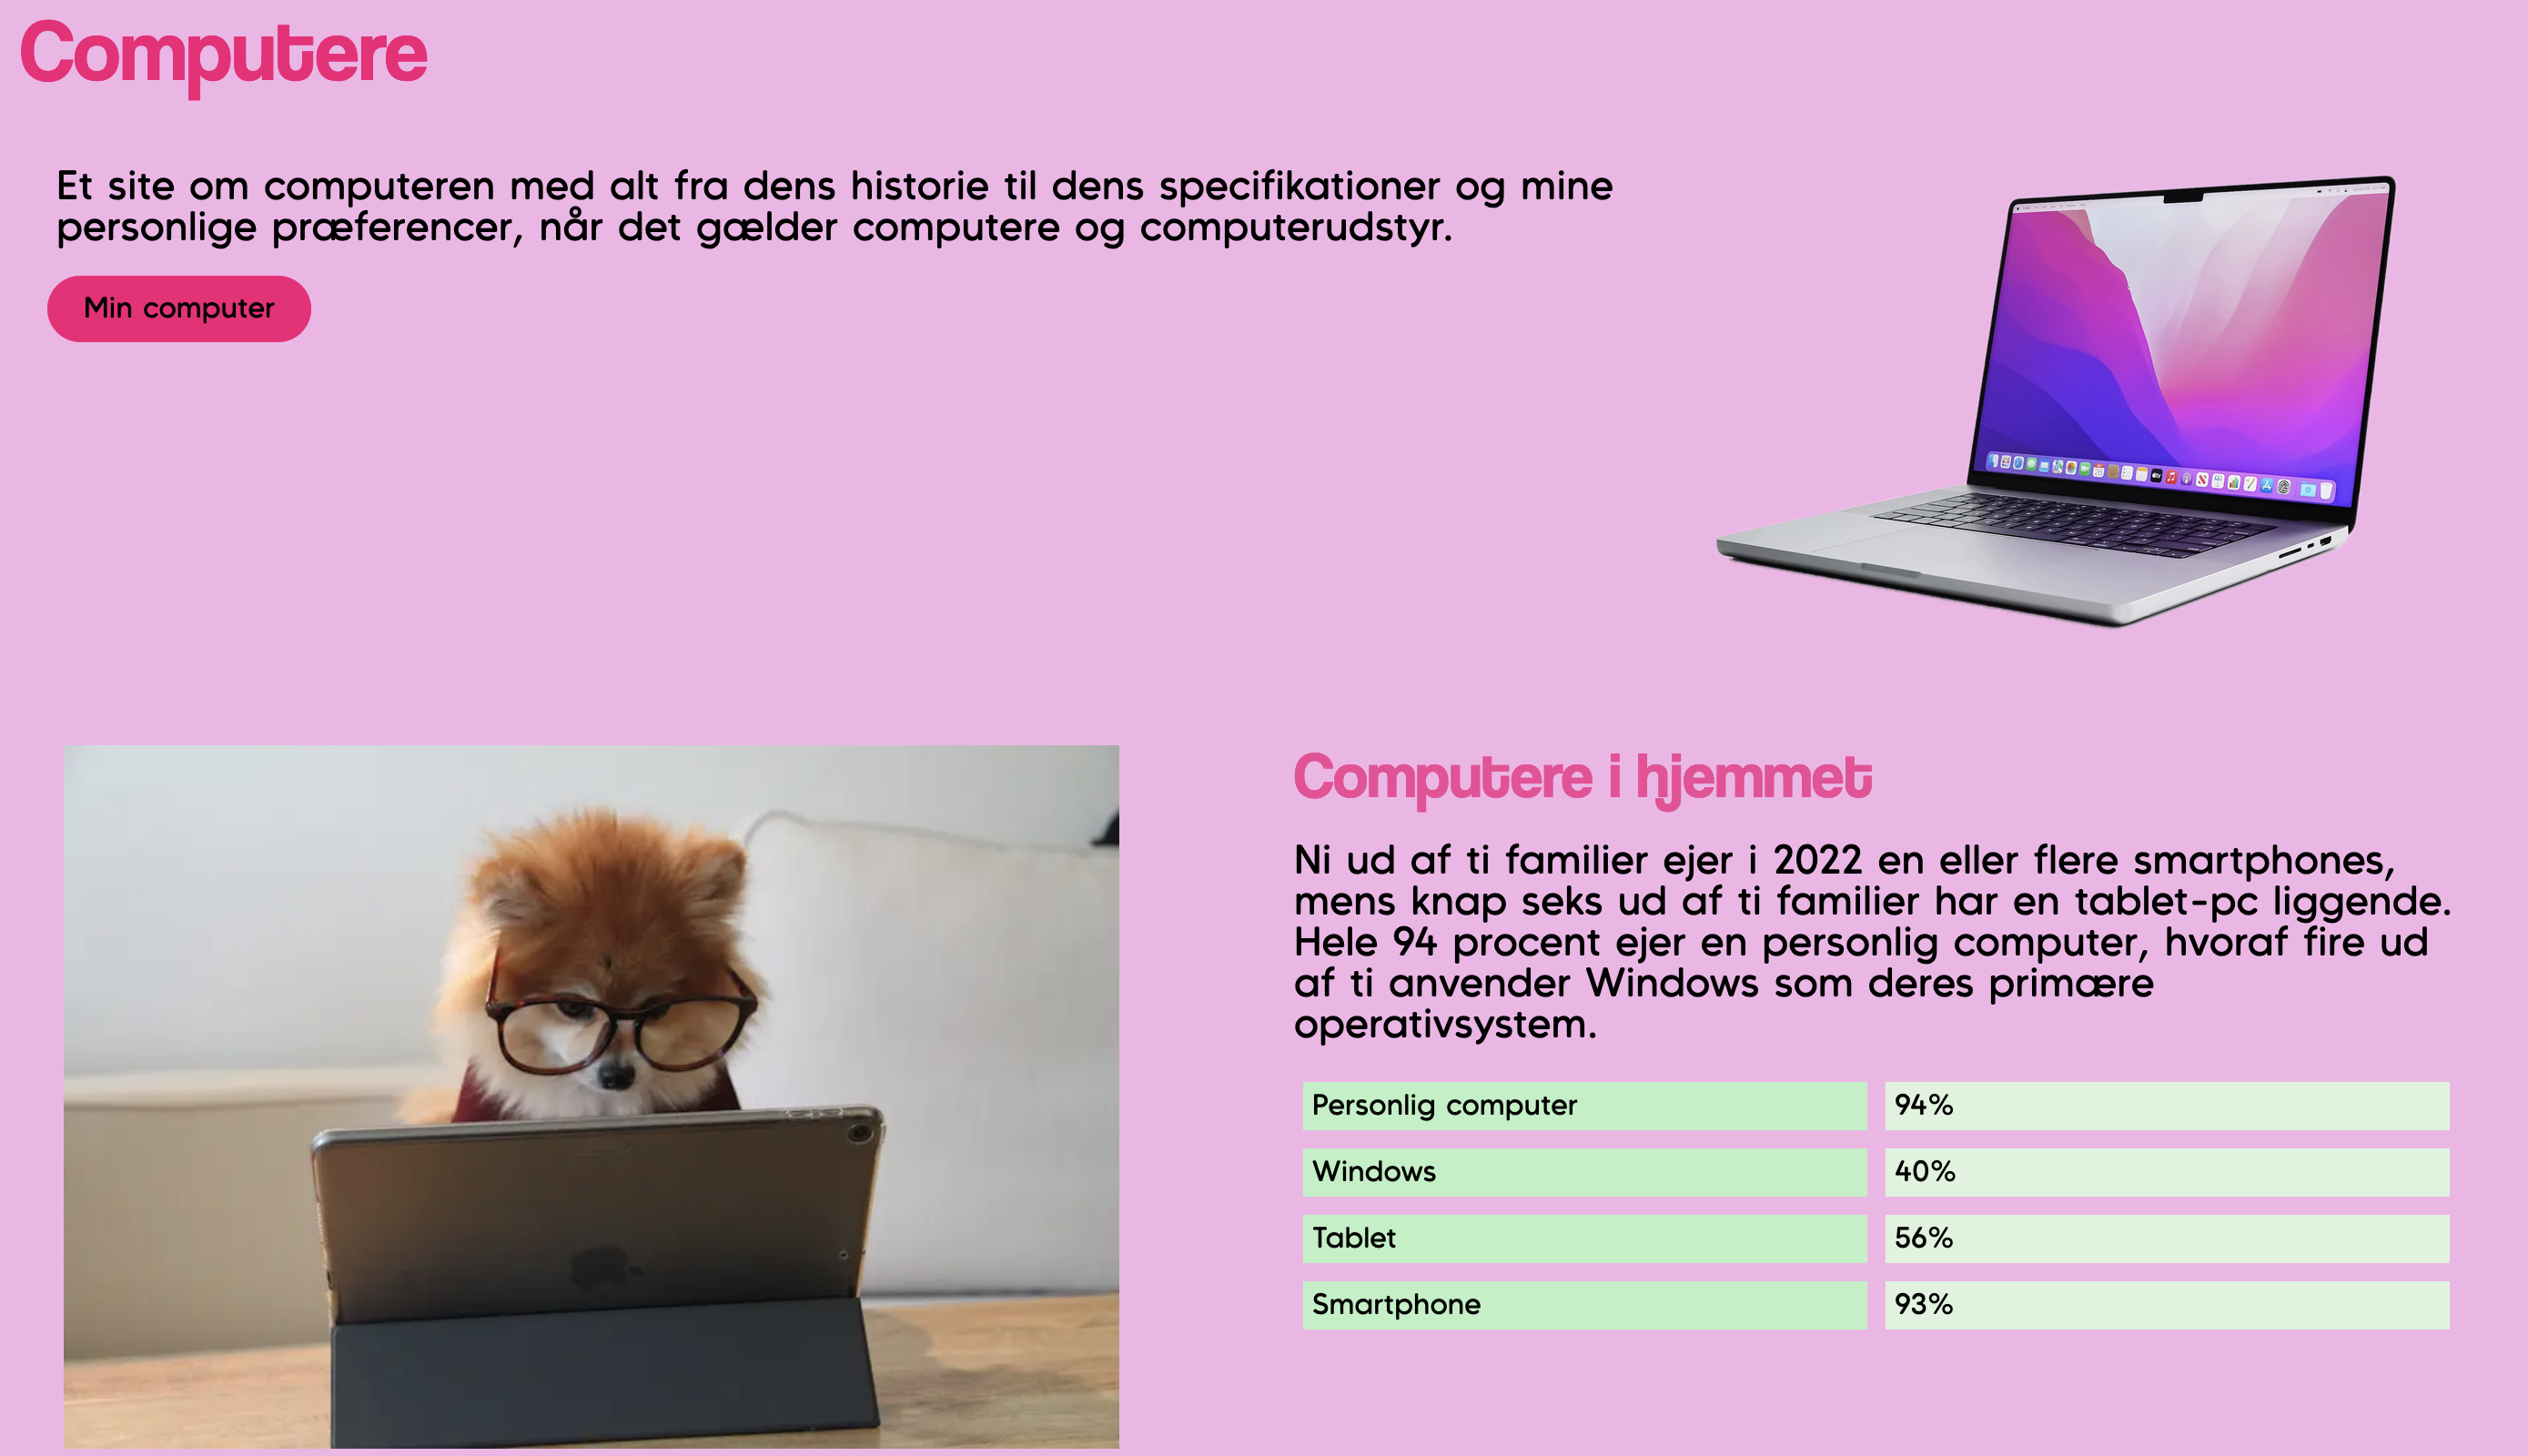 Computere
Et site om computeren med alt fra dens historie til dens specifikationer og mine
personlige præferencer, når det gælder computere og computerudstyr.
Min computer
Computere i hjemmet
Ni ud af ti familier ejer i 2022 en eller flere smartphones,
mens knap seks ud af ti familier har en tablet-pc liggende.
Hele 94 procent ejer en personlig computer, hvoraf fire ud
af ti anvender Windows som deres primære
operativsystem.
Personlig computer 94%
Windows 40%
Tablet 56%
Smartphone 93%